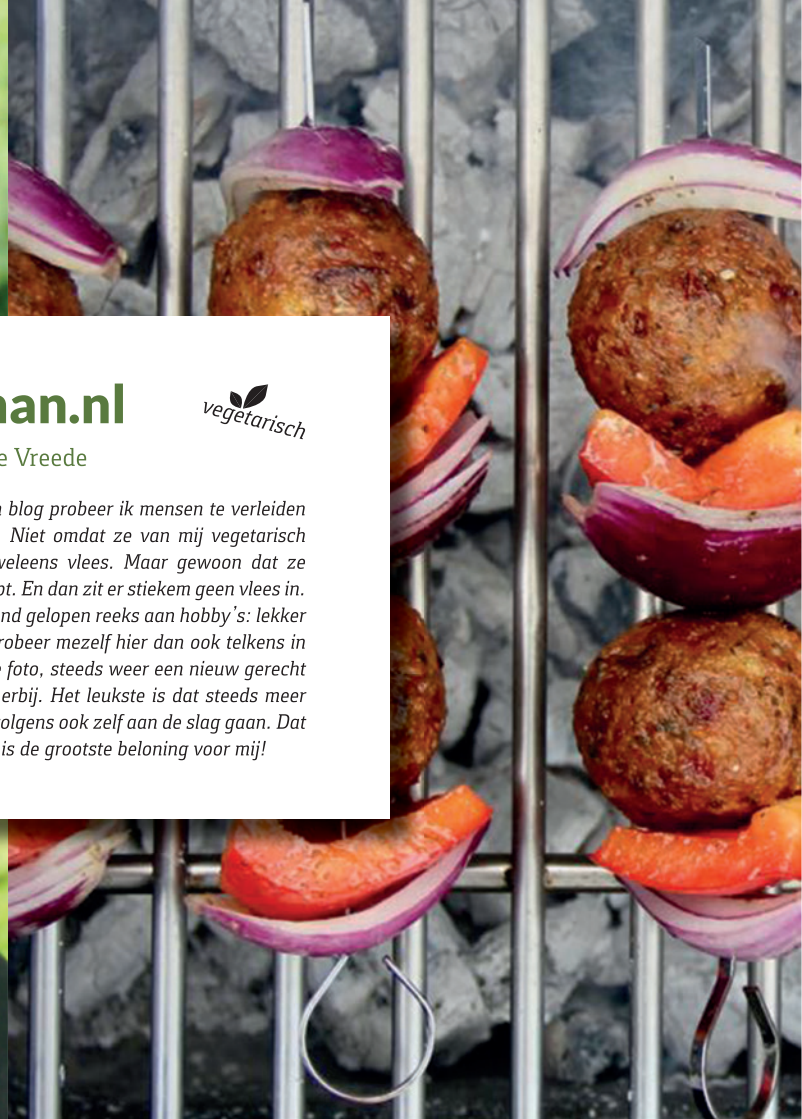 nan.nl
vegetarisch
e Vreede
blog probeer ik mensen te verleiden
Niet omdat ze van mij vegetarisch
weleens vlees. Maar gewoon dat ze
pt. En dan zit er stiekem geen vlees in.
nd gelopen reeks aan hobby's: lekker
robeer mezelf hier dan ook telkens in
foto, steeds weer een nieuw gerecht
erbij. Het leukste is dat steeds meer
olgens ook zelf aan de slag gaan. Dat
is de grootste beloning voor mij!